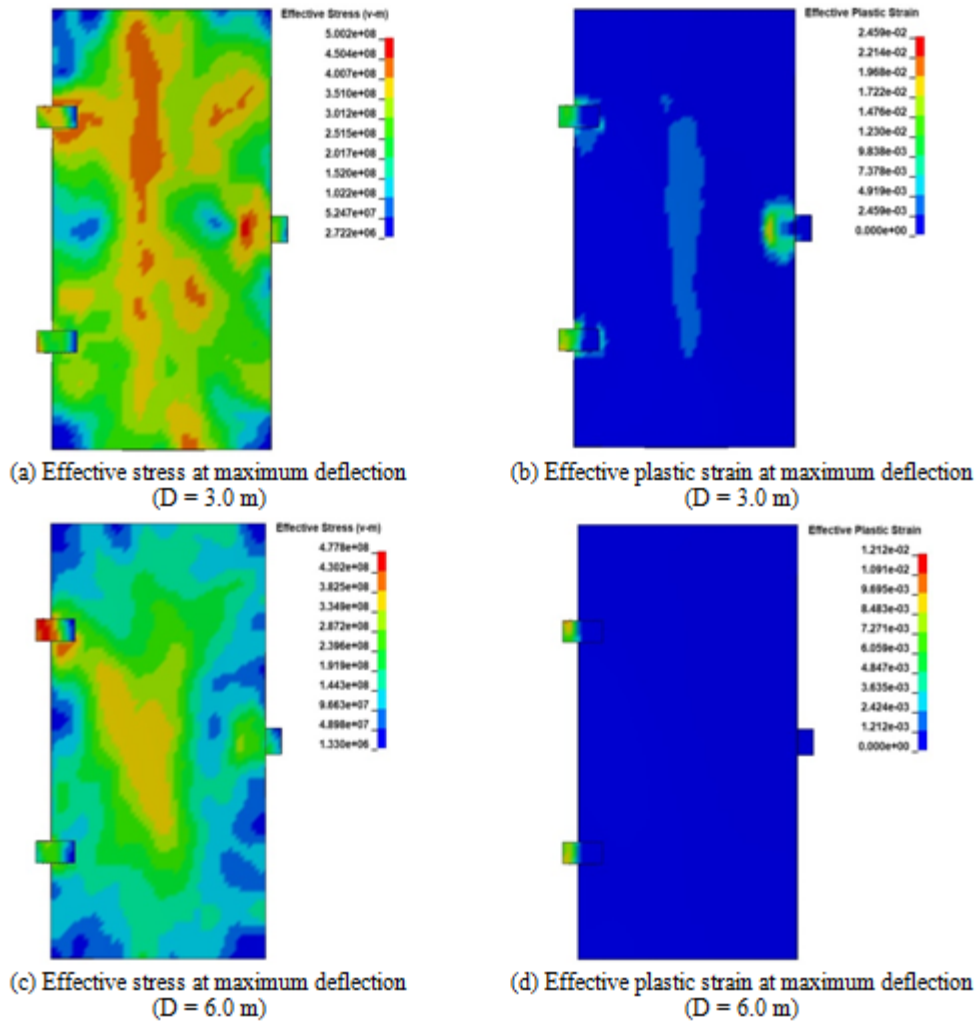 Effective Stress (v-m)
5.002e+08
4.504e+08
4.007e+08
3.510e+08
3.012e+08
2.515e+08
2.017e+08
1.520e+08
1.022e+08
5.247e+07
2.722e+06
Effective Plastic Strain
2.459e-02
2.214e-02
1.968e-02
1.722e-02
1.476e-02
1.230e-02
9.838e-03
7.378e-03
4.919e-03
2.459e-03
0.000e+00
(a) Effective stress at maximum deflection
(D = 3.0 m)
(b) Effective plastic strain at maximum deflection
(D = 3.0 m)
Effective Stress (v-m)
4.778e+08
4.302e+08
3.825e+08
3.349e+08
2.872e+08
2.396e+08
1.919e+08
1.443e+08
9.663e+07
4.898e+07
1.330e+06
Effective Plastic Strain
1.212e-02
1.091e-02
9.695e-03
8.483e-03
7.271e-03
6.059e-03
4.847e-03
3.635e-03
2.424e-03
1.212e-03
0.000e+00
(c) Effective stress at maximum deflection
(D = 6.0 m)
(d) Effective plastic strain at maximum deflection
(D = 6.0 m)